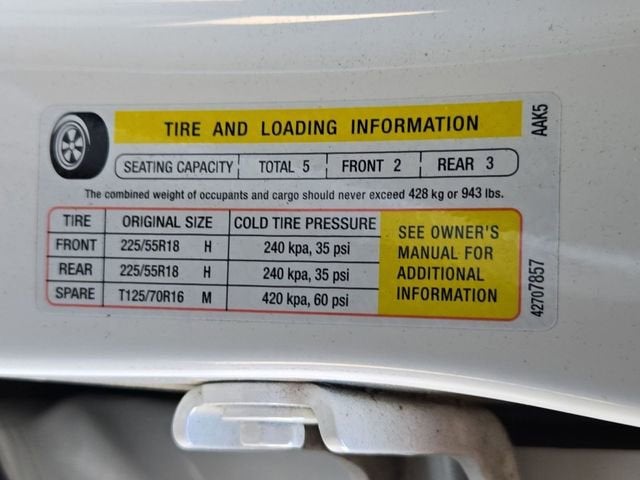 TIRE AND LOADING INFORMATION
SEATING CAPACITY TOTAL 5 FRONT 2 REAR 3
The combined weight of occupants and cargo should never exceed 428 kg or 943 lbs.
TIRE ORIGINAL SIZE COLD TIRE PRESSURE
FRONT 225/55R18 H 240 kpa, 35 psi
REAR 225/55R18 H 240 kpa, 35 psi
SPARE T125/70R16 M 420 kpa, 60 psi
SEE OWNER'S
MANUAL FOR
ADDITIONAL
INFORMATION
AAK5
42707857